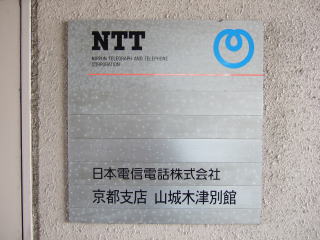 NTT
NIPPON TELEGRAPH AND TELEPHONE
CORPORATION
日本電信電話株式会社
京都支店 山城木津別館